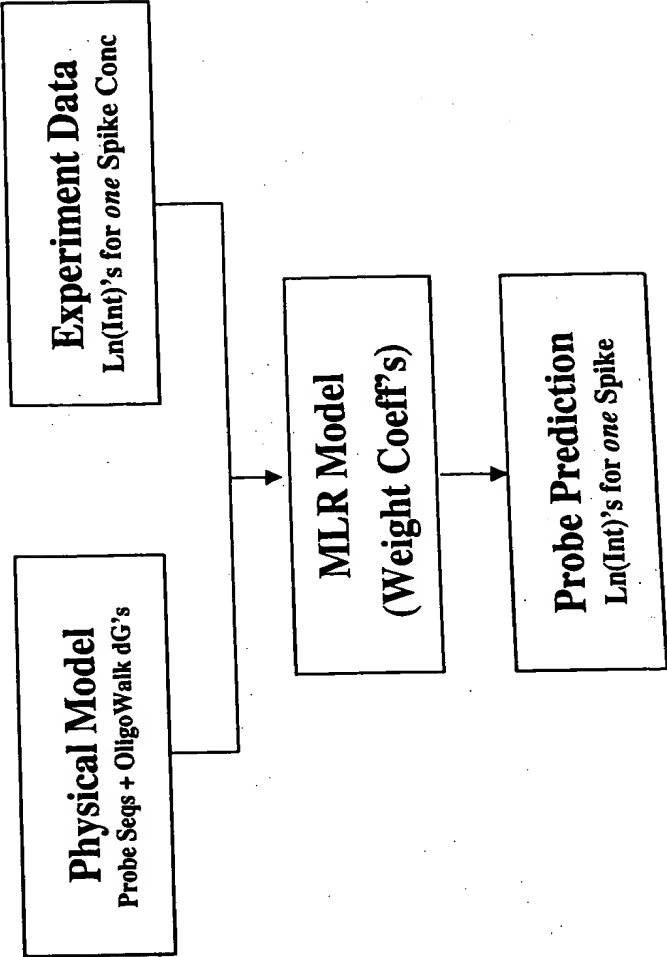 Physical Model
Probe Seqs + OligoWalk dG's
Experiment Data
Ln(Int)'s for one Spike Conc
MLR Model
(Weight Coeff's)
Probe Prediction
Ln(Int)'s for one Spike